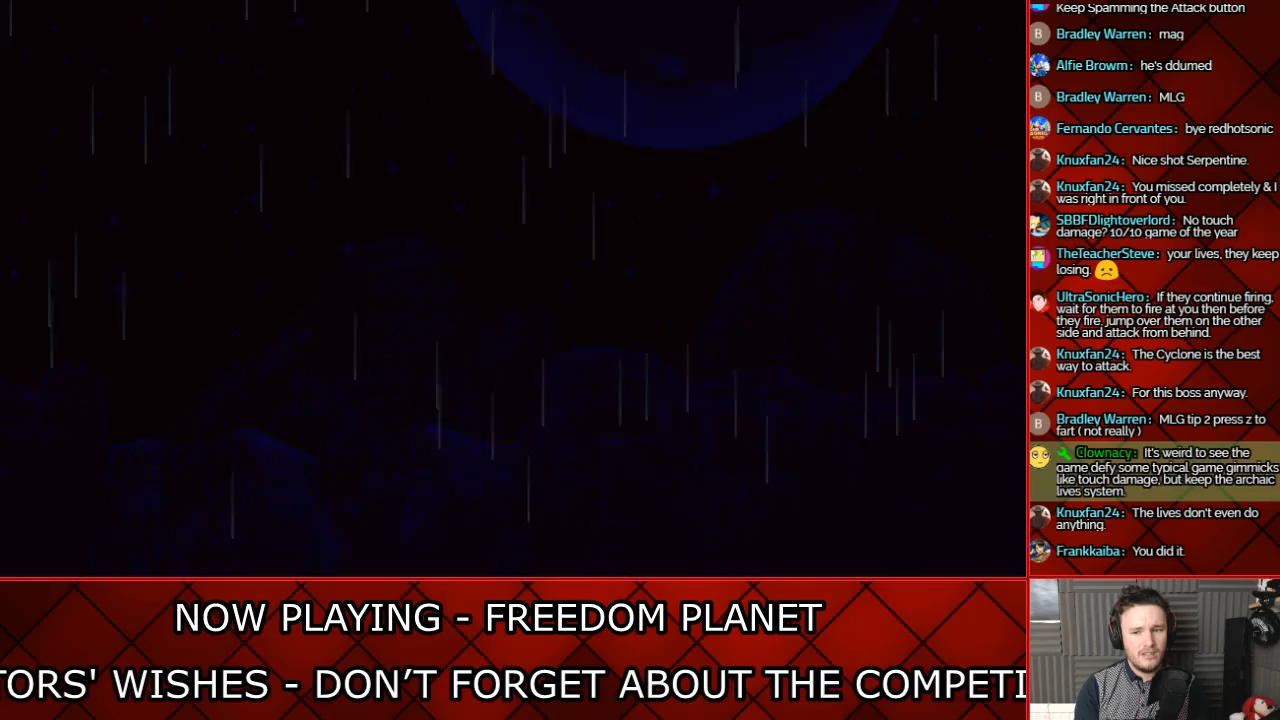 Keep Spamming the Attack button
B Bradley Warren: mag
Alfie Browm: he's ddumed
B Bradley Warren: MLG
Fernando Cervantes: bye redhotsonic
Knuxfan24: Nice shot Serpentine.
Knuxfan24: You missed completely & I
was right in front of you.
SBBFDlightoverlord: No touch
damage? 10/10 game of the year
TheTeacherSteve: your lives, they keep
losing.
UltraSonicHero: If they continue firing,
wait for them to fire at you then before
they fire, jump over them on the other
side and attack from behind.
Knuxfan24: The Cyclone is the best
way to attack.
Knuxfan24: For this boss anyway.
B Bradley Warren: MLG tip 2 press z to
fart ( not really )
Clownacy: It's weird to see the
game defy some typical game gimmicks
like touch damage, but keep the archaic
lives system.
Knuxfan24: The lives don't even do
anything.
Frankkaiba: You did it.
NOW PLAYING - FREEDOM PLANET
TORS' WISHES - DON'T FORGET ABOUT THE COMPETI